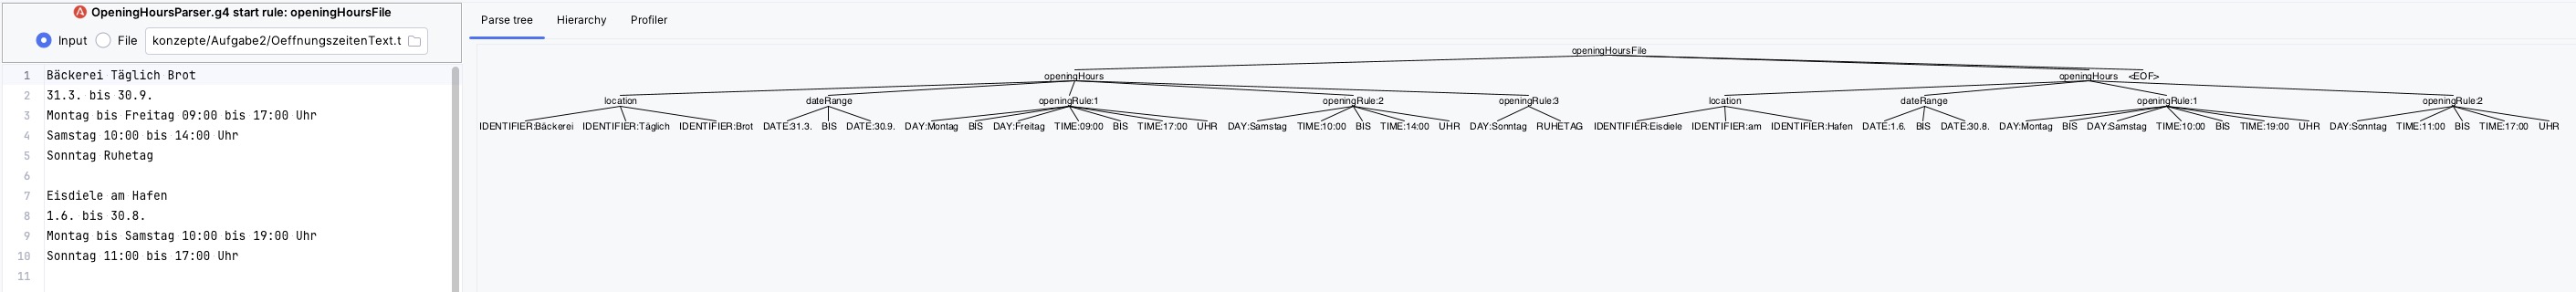 OpeningHoursParser.g4 start rule: openingHoursFile
Input File konzepte/Aufgabe2/OeffnungszeitenText.t
1 Bäckerei Täglich Brot
2 31.3. bis 30.9.
3 Montag bis Freitag 09:00 bis 17:00 Uhr
4 Samstag 10:00 bis 14:00 Uhr
5 Sonntag Ruhetag
6
7 Eisdiele am Hafen
8 1.6. bis 30.8.
9 Montag bis Samstag 10:00 bis 19:00 Uhr
10 Sonntag 11:00 bis 17:00 Uhr
11
Parse tree Hierarchy Profiler
openingHoursFile
openingHours openingHours <EOF>
location dateRange openingRule:1 openingRule:2 openingRule:3 location dateRange openingRule:1 openingRule:2
IDENTIFIER:Bäckerei IDENTIFIER:Täglich IDENTIFIER:Brot DATE:31.3. BIS DATE:30.9. DAY:Montag BIS DAY:Freitag TIME:09:00 BIS TIME:17:00 UHR DAY:Samstag TIME:10:00 BIS TIME:14:00 UHR DAY:Sonntag RUHETAG IDENTIFIER:Eisdiele IDENTIFIER:am IDENTIFIER:Hafen DATE:1.6. BIS DATE:30.8. DAY:Montag BIS DAY:Samstag TIME:10:00 BIS TIME:19:00 UHR DAY:Sonntag TIME:11:00 BIS TIME:17:00 UHR